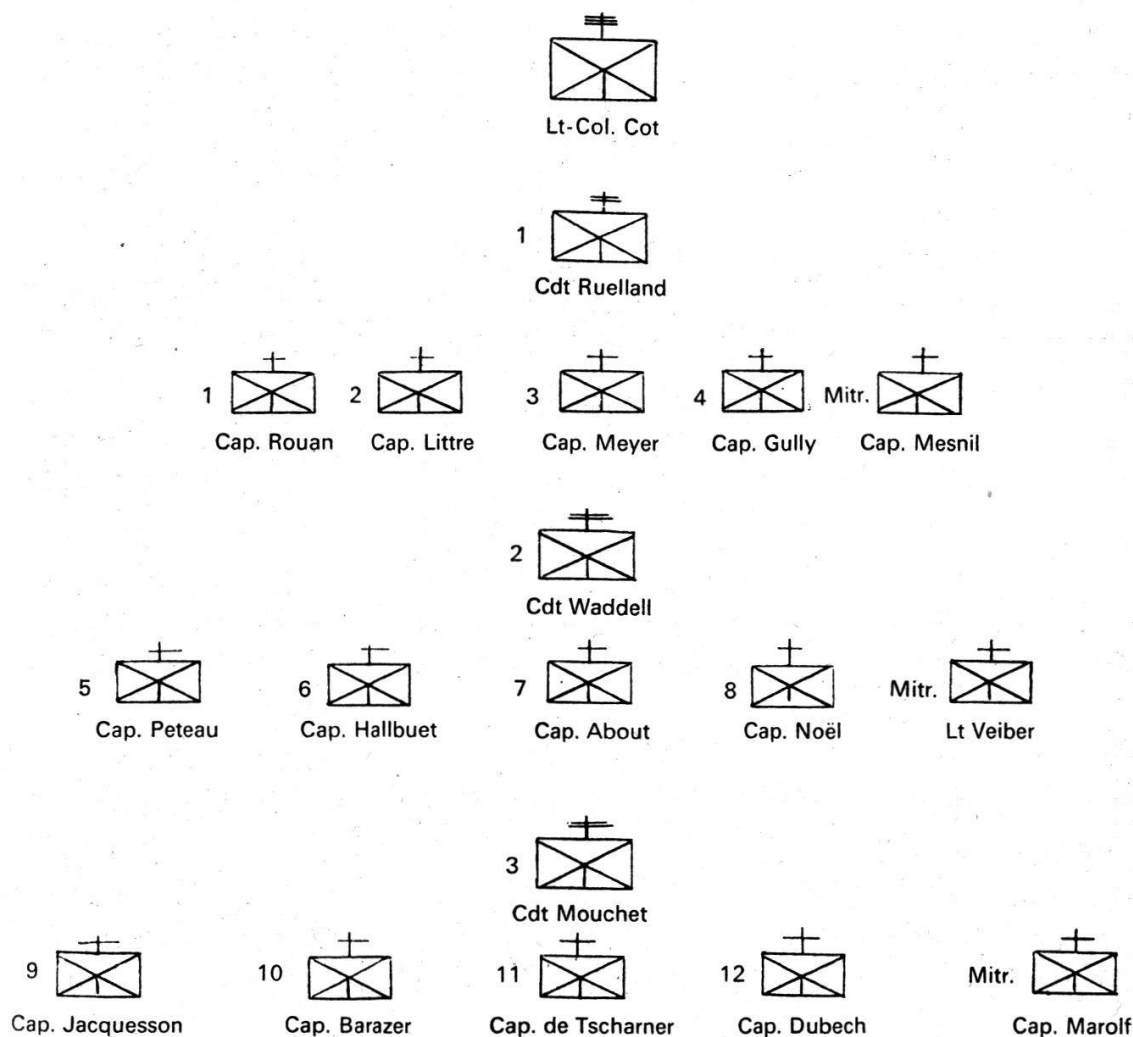 Lt-Col. Cot
1
Cdt Ruelland
1 2 3 4 Mitr.
Cap. Rouan Cap. Littre Cap. Meyer Cap. Gully Cap. Mesnil
2
Cdt Waddell
5 6 7 8 Mitr.
Cap. Peteau Cap. Hallbuet Cap. About Cap. Noël Lt Veiber
3
Cdt Mouchet
9 10 11 12 Mitr.
Cap. Jacquesson Cap. Barazer Cap. de Tscharner Cap. Dubech Cap. Marolf